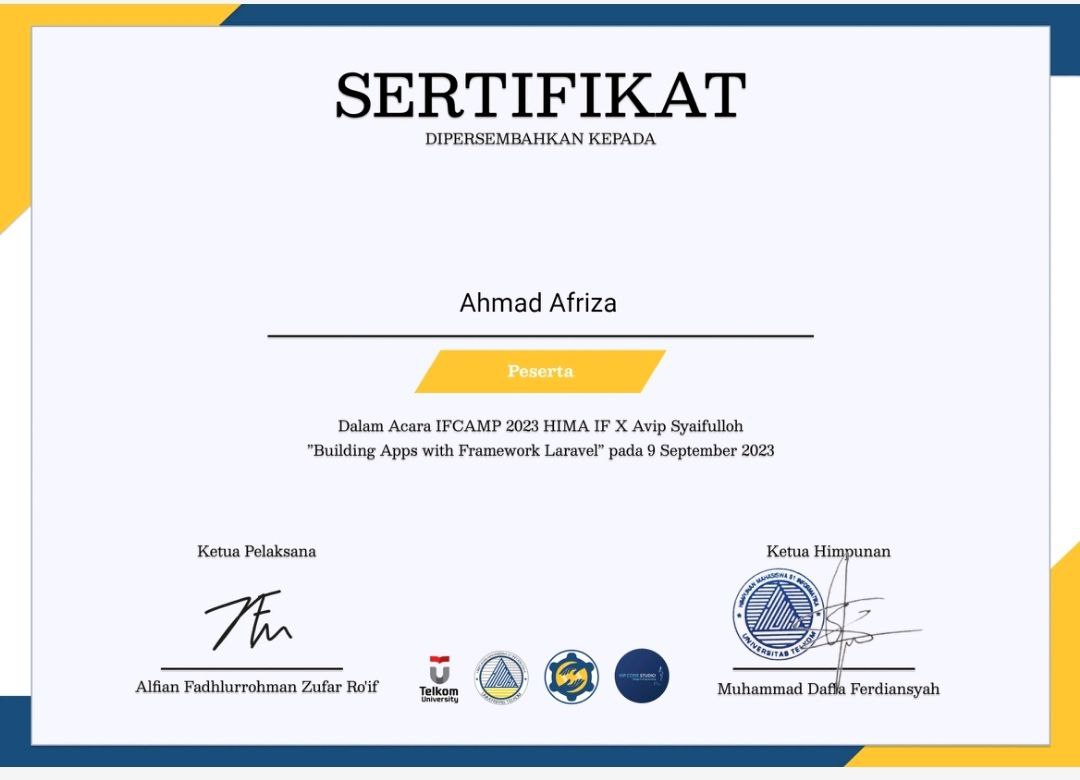 SERTIFIKAT
DIPERSEMBAHKAN KEPADA
Ahmad Afriza
Peserta
Dalam Acara IFCAMP 2023 HIMA IF X Avip Syaifulloh
"Building Apps with Framework Laravel" pada 9 September 2023
Ketua Pelaksana
Ketua Himpunan
HIMPUNAN MAHASISWA S1 INFORMATIKA
UNIVERSITAS TELKOM
Alfian Fadhlurrohman Zufar Ro'if
Telkom
University
Muhammad Daffa Ferdiansyah